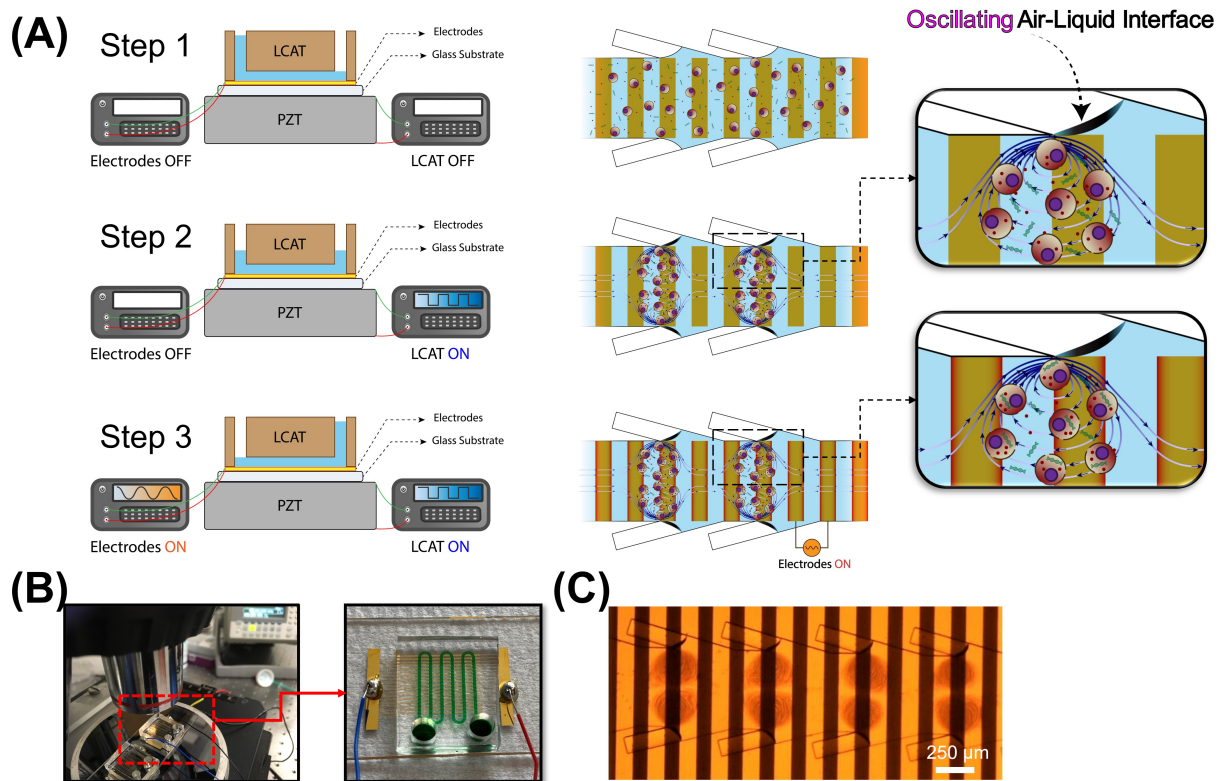 (A)
Step 1
LCAT
Electrodes
Glass Substrate
PZT
Electrodes OFF
LCAT OFF
Oscillating Air-Liquid Interface
Step 2
LCAT
Electrodes
Glass Substrate
PZT
Electrodes OFF
LCAT ON
Step 3
LCAT
Electrodes
Glass Substrate
PZT
Electrodes ON
LCAT ON
Electrodes ON
(B)
(C)
250 µm